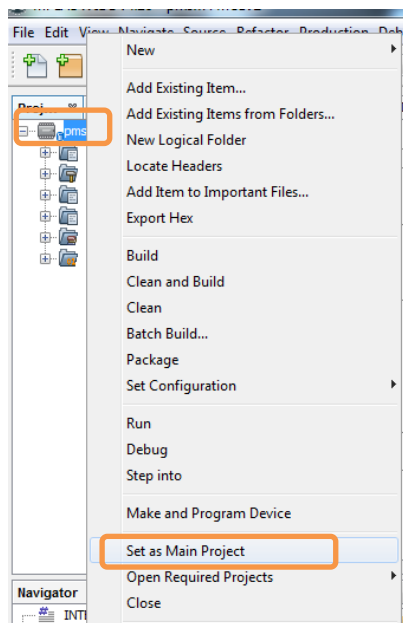 File Edit View Navigate Source Refactor Production Deb
New
Add Existing Item...
Proj
Add Existing Items from Folders...
pms
New Logical Folder
Locate Headers
Add Item to Important Files...
Export Hex
Build
Clean and Build
Clean
Batch Build...
Package
Set Configuration
Run
Debug
Step into
Make and Program Device
Set as Main Project
Open Required Projects
Navigator
Close
INT